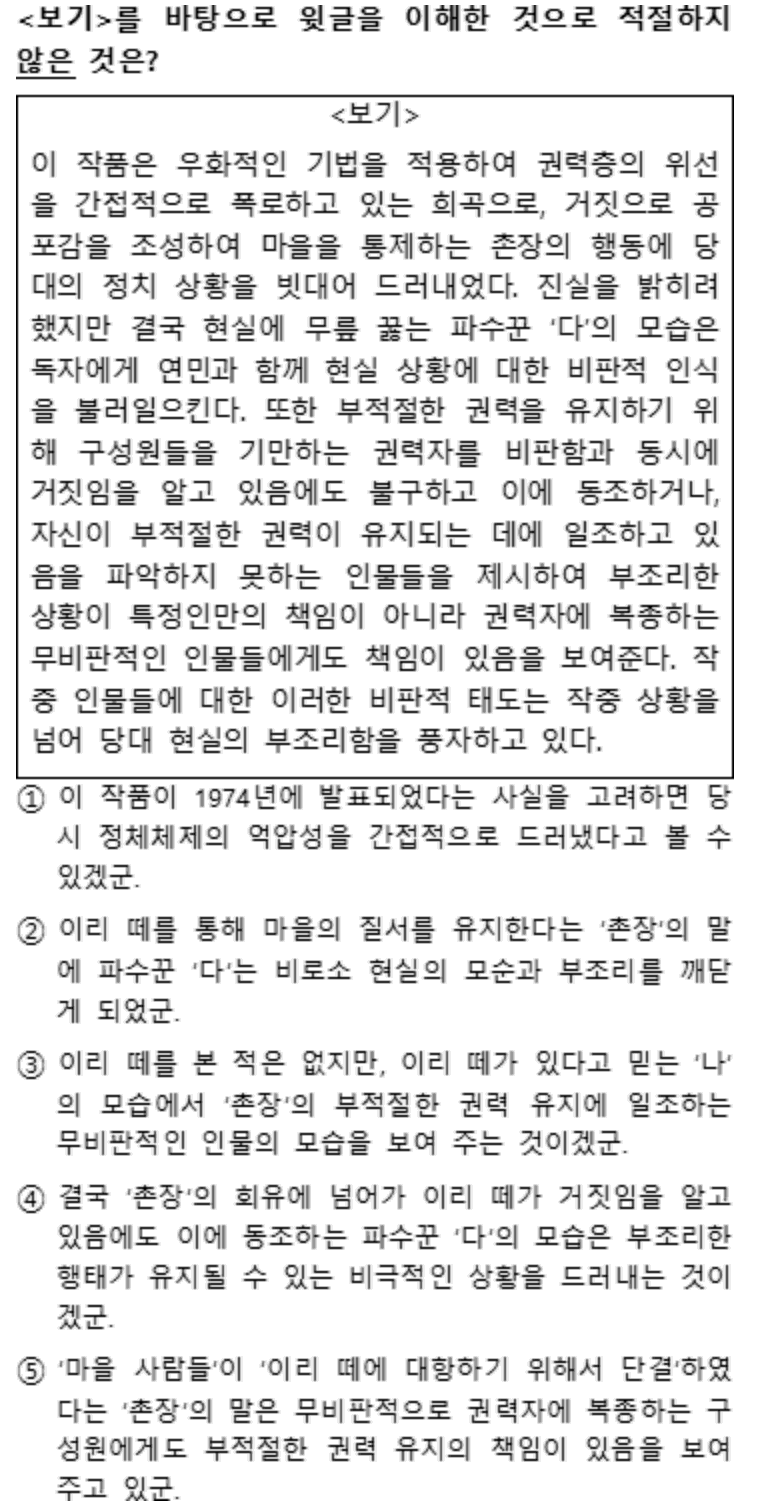 <보기>를 바탕으로 윗글을 이해한 것으로 적절하지
않은 것은?
<보기>
이 작품은 우화적인 기법을 적용하여 권력층의 위선
을 간접적으로 폭로하고 있는 희곡으로, 거짓으로 공
포감을 조성하여 마을을 통제하는 촌장의 행동에 당
대의 정치 상황을 빗대어 드러내었다. 진실을 밝히려
했지만 결국 현실에 무릎 꿇는 파수꾼 '다'의 모습은
독자에게 연민과 함께 현실 상황에 대한 비판적 인식
을 불러일으킨다. 또한 부적절한 권력을 유지하기 위
해 구성원들을 기만하는 권력자를 비판함과 동시에
거짓임을 알고 있음에도 불구하고 이에 동조하거나,
자신이 부적절한 권력이 유지되는 데에 일조하고 있
음을 파악하지 못하는 인물들을 제시하여 부조리한
상황이 특정인만의 책임이 아니라 권력자에 복종하는
무비판적인 인물들에게도 책임이 있음을 보여준다. 작
중 인물들에 대한 이러한 비판적 태도는 작중 상황을
넘어 당대 현실의 부조리함을 풍자하고 있다.
① 이 작품이 1974년에 발표되었다는 사실을 고려하면 당
시 정체체제의 억압성을 간접적으로 드러냈다고 볼 수
있겠군.
② 이리 떼를 통해 마을의 질서를 유지한다는 '촌장'의 말
에 파수꾼 '다'는 비로소 현실의 모순과 부조리를 깨닫
게 되었군.
③ 이리 떼를 본 적은 없지만, 이리 떼가 있다고 믿는 '나'
의 모습에서 '촌장'의 부적절한 권력 유지에 일조하는
무비판적인 인물의 모습을 보여 주는 것이겠군.
④ 결국 '촌장'의 회유에 넘어가 이리 떼가 거짓임을 알고
있음에도 이에 동조하는 파수꾼 '다'의 모습은 부조리한
행태가 유지될 수 있는 비극적인 상황을 드러내는 것이
겠군.
⑤ '마을 사람들'이 '이리 떼에 대항하기 위해서 단결'하였
다는 '촌장'의 말은 무비판적으로 권력자에 복종하는 구
성원에게도 부적절한 권력 유지의 책임이 있음을 보여
주고 있군.